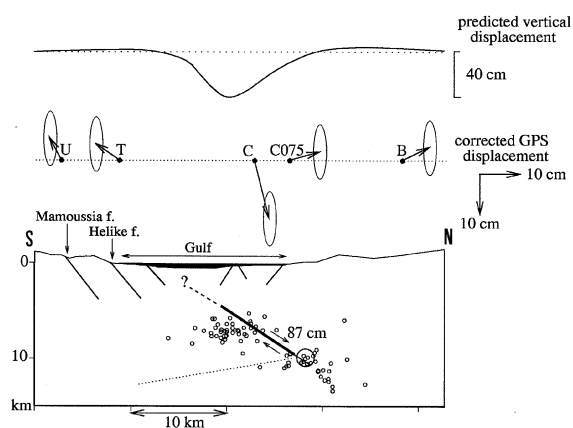 predicted vertical
displacement
40 cm
U
T
C
C075
B
corrected GPS
displacement
10 cm
10 cm
S
Mamoussia f.
Helike f.
Gulf
N
0
?
87 cm
10
km
10 km